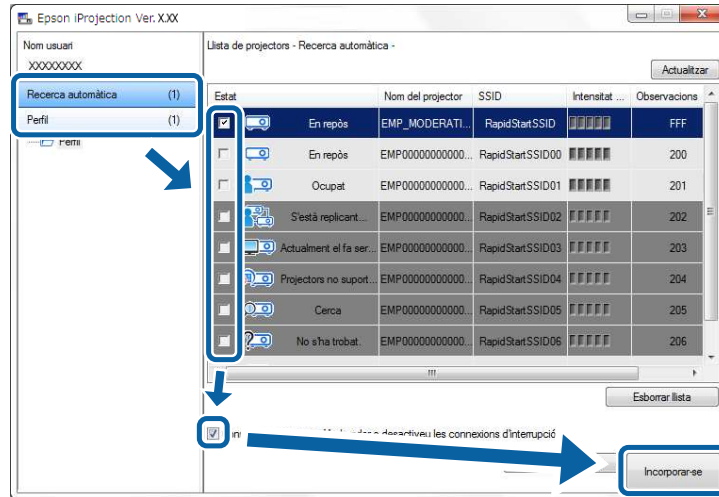 Epson iProjection Ver. X.XX
Nom usuari
XXXXXXXX
Llista de projectors - Recerca automàtica -
Actualitzar
Recerca automàtica (1)
Perfil (1)
Perfil
Estat Nom del projector SSID Intensitat ... Observacions
En repòs EMP_MODERATI... RapidStartSSID FFF
En repòs EMP00000000000... RapidStartSSID00 200
Ocupat EMP00000000000... RapidStartSSID01 201
S'està replicant... EMP00000000000... RapidStartSSID02 202
Actualment el fa ser... EMP00000000000... RapidStartSSID03 203
Projectors no suport... EMP00000000000... RapidStartSSID04 204
Cerca EMP00000000000... RapidStartSSID05 205
No s'ha trobat. EMP00000000000... RapidStartSSID06 206
Esborrar llista
o desactiveu les connexions d'interrupció
Incorporar-se